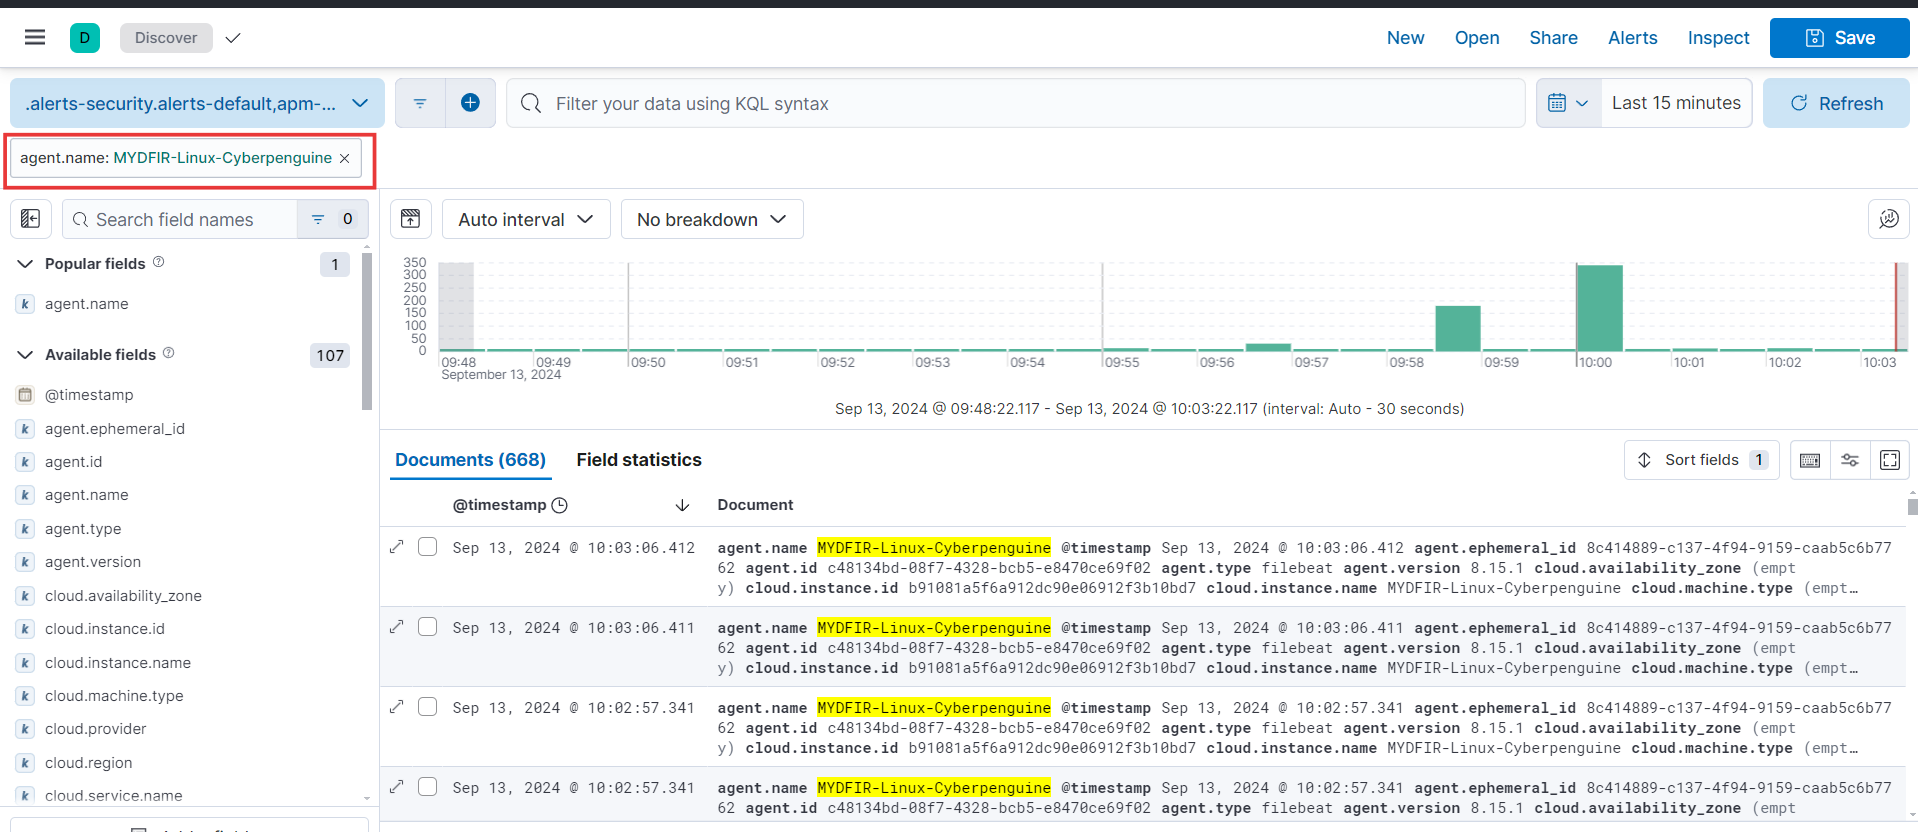 D Discover New Open Share Alerts Inspect Save
.alerts-security.alerts-default,apm-... Filter your data using KQL syntax Last 15 minutes Refresh
agent.name: MYDFIR-Linux-Cyberpenguine ×
Search field names 0
Popular fields 1
k agent.name
Available fields 107
@timestamp
k agent.ephemeral_id
k agent.id
k agent.name
k agent.type
k agent.version
k cloud.availability_zone
k cloud.instance.id
k cloud.instance.name
k cloud.machine.type
k cloud.provider
k cloud.region
k cloud.service.name
Auto interval No breakdown
350
300
250
200
150
100
50
0
09:48 09:49 09:50 09:51 09:52 09:53 09:54 09:55 09:56 09:57 09:58 09:59 10:00 10:01 10:02 10:03
September 13, 2024
Sep 13, 2024 @ 09:48:22.117 - Sep 13, 2024 @ 10:03:22.117 (interval: Auto - 30 seconds)
Documents (668) Field statistics Sort fields 1
@timestamp Document
Sep 13, 2024 @ 10:03:06.412 agent.name MYDFIR-Linux-Cyberpenguine @timestamp Sep 13, 2024 @ 10:03:06.412 agent.ephemeral_id 8c414889-c137-4f94-9159-caab5c6b77
62 agent.id c48134bd-08f7-4328-bcb5-e8470ce69f02 agent.type filebeat agent.version 8.15.1 cloud.availability_zone (empt
y) cloud.instance.id b91081a5f6a912dc90e06912f3b10bd7 cloud.instance.name MYDFIR-Linux-Cyberpenguine cloud.machine.type (empt…
Sep 13, 2024 @ 10:03:06.411 agent.name MYDFIR-Linux-Cyberpenguine @timestamp Sep 13, 2024 @ 10:03:06.411 agent.ephemeral_id 8c414889-c137-4f94-9159-caab5c6b77
62 agent.id c48134bd-08f7-4328-bcb5-e8470ce69f02 agent.type filebeat agent.version 8.15.1 cloud.availability_zone (empt
y) cloud.instance.id b91081a5f6a912dc90e06912f3b10bd7 cloud.instance.name MYDFIR-Linux-Cyberpenguine cloud.machine.type (empt…
Sep 13, 2024 @ 10:02:57.341 agent.name MYDFIR-Linux-Cyberpenguine @timestamp Sep 13, 2024 @ 10:02:57.341 agent.ephemeral_id 8c414889-c137-4f94-9159-caab5c6b77
62 agent.id c48134bd-08f7-4328-bcb5-e8470ce69f02 agent.type filebeat agent.version 8.15.1 cloud.availability_zone (empt
y) cloud.instance.id b91081a5f6a912dc90e06912f3b10bd7 cloud.instance.name MYDFIR-Linux-Cyberpenguine cloud.machine.type (empt…
Sep 13, 2024 @ 10:02:57.341 agent.name MYDFIR-Linux-Cyberpenguine @timestamp Sep 13, 2024 @ 10:02:57.341 agent.ephemeral_id 8c414889-c137-4f94-9159-caab5c6b77
62 agent.id c48134bd-08f7-4328-bcb5-e8470ce69f02 agent.type filebeat agent.version 8.15.1 cloud.availability_zone (empt